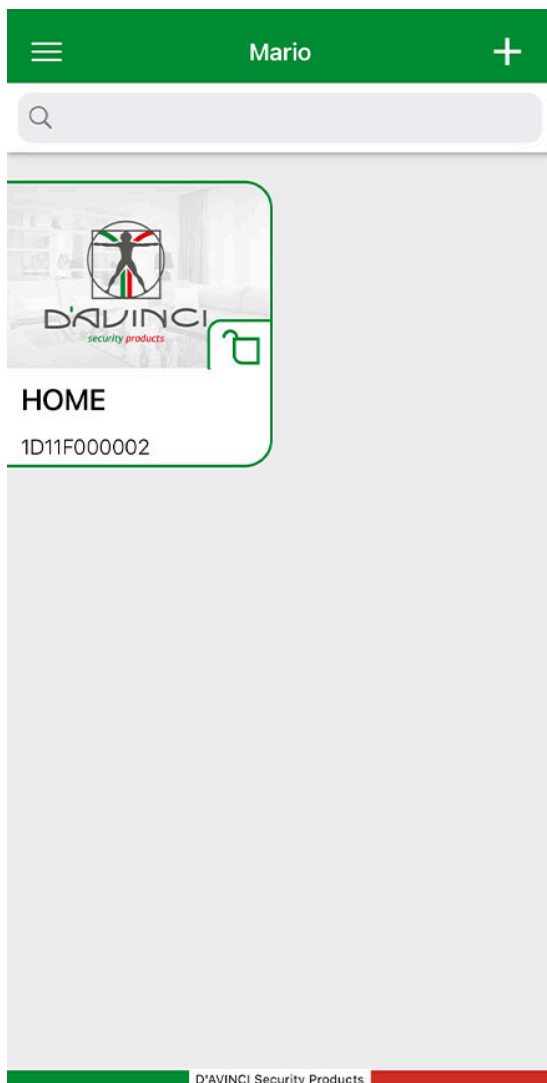 Mario
D'AVINCI
security products
HOME
1D11F000002
D'AVINCI Security Products